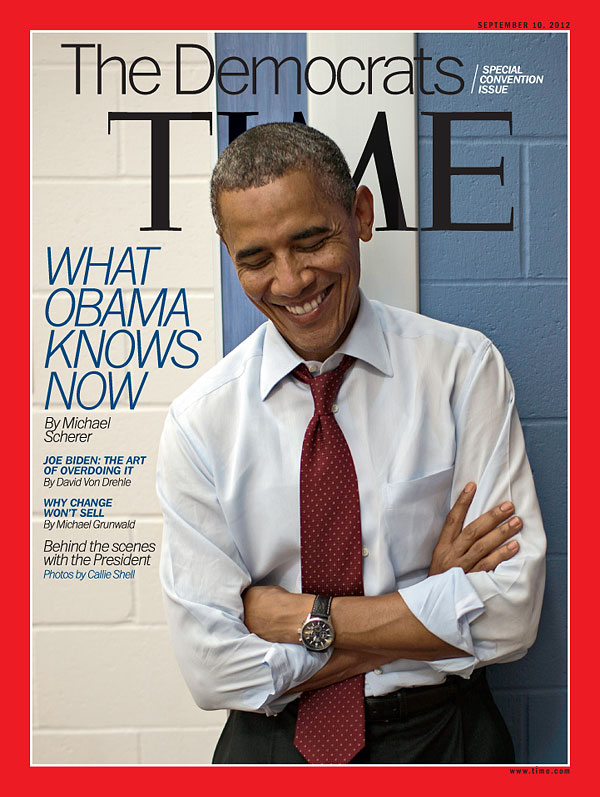 SEPTEMBER 10, 2012
The Democrats
SPECIAL
CONVENTION
ISSUE
TIME
WHAT
OBAMA
KNOWS
NOW
By Michael
Scherer
JOE BIDEN: THE ART
OF OVERDOING IT
By David Von Drehle
WHY CHANGE
WON'T SELL
By Michael Grunwald
Behind the scenes
with the President
Photos by Callie Shell
www.time.com